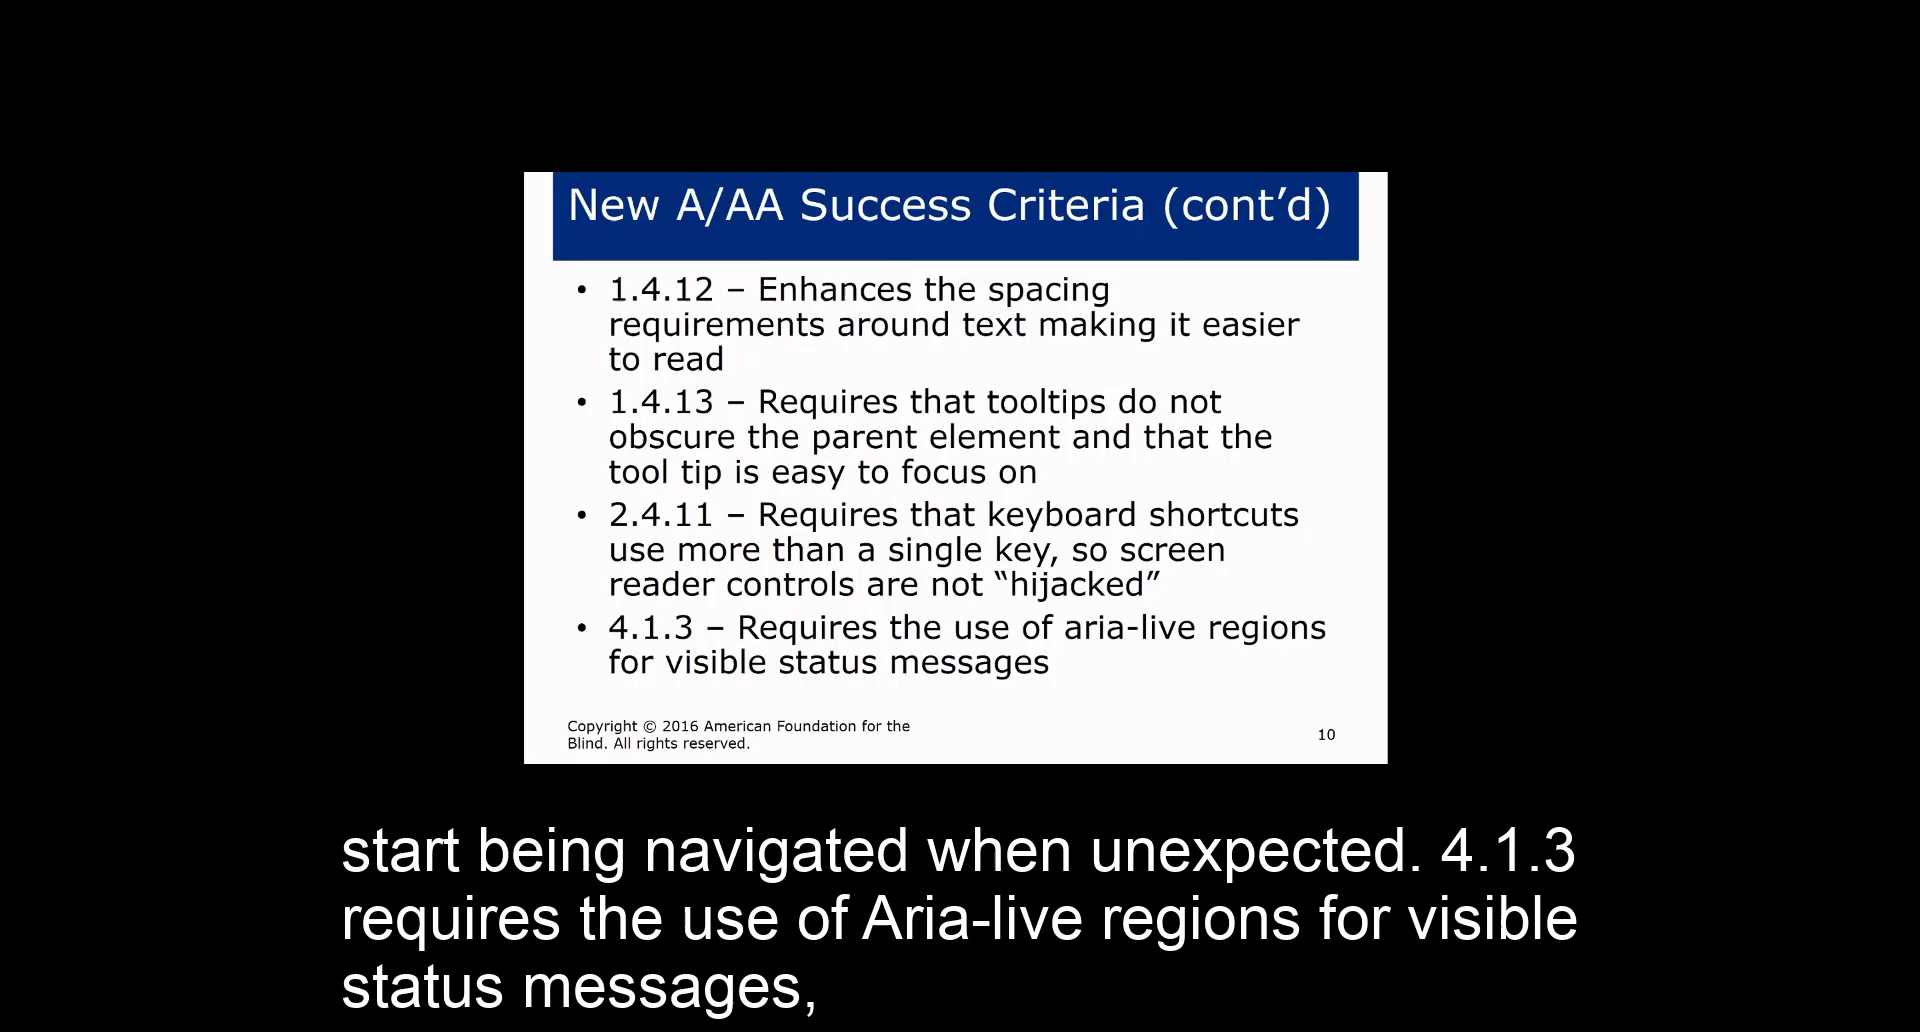 New A/AA Success Criteria (cont’d)
• 1.4.12 – Enhances the spacing
requirements around text making it easier
to read
• 1.4.13 – Requires that tooltips do not
obscure the parent element and that the
tool tip is easy to focus on
• 2.4.11 – Requires that keyboard shortcuts
use more than a single key, so screen
reader controls are not “hijacked”
• 4.1.3 – Requires the use of aria-live regions
for visible status messages
Copyright © 2016 American Foundation for the
Blind. All rights reserved.
10
start being navigated when unexpected. 4.1.3
requires the use of Aria-live regions for visible
status messages,